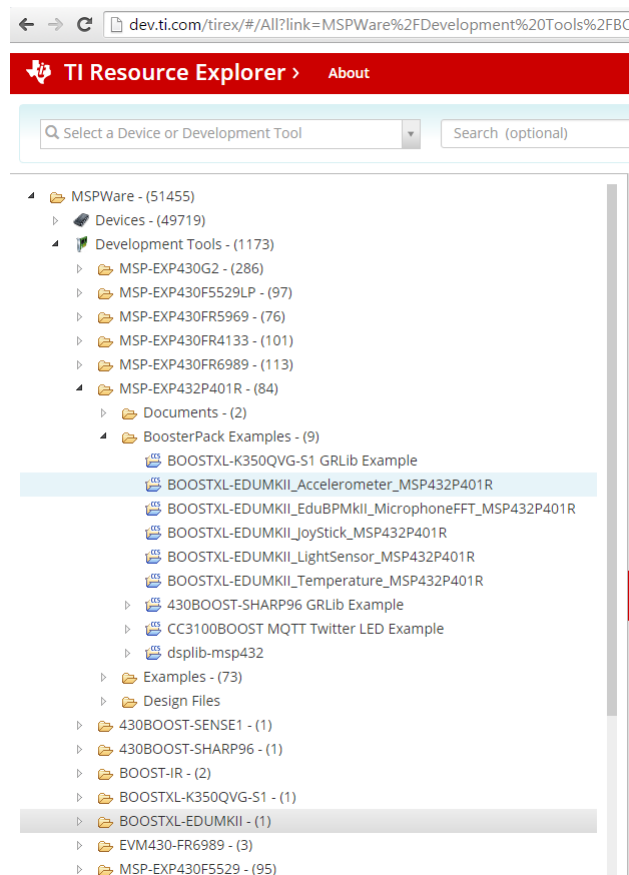 dev.ti.com/tirex/#/All?link=MSPWare%2FDevelopment%20Tools%2FBO
TI Resource Explorer › About
Select a Device or Development Tool Search (optional)
MSPWare - (51455)
Devices - (49719)
Development Tools - (1173)
MSP-EXP430G2 - (286)
MSP-EXP430F5529LP - (97)
MSP-EXP430FR5969 - (76)
MSP-EXP430FR4133 - (101)
MSP-EXP430FR6989 - (113)
MSP-EXP432P401R - (84)
Documents - (2)
BoosterPack Examples - (9)
BOOSTXL-K350QVG-S1 GRLib Example
BOOSTXL-EDUMKII_Accelerometer_MSP432P401R
BOOSTXL-EDUMKII_EduBPMkII_MicrophoneFFT_MSP432P401R
BOOSTXL-EDUMKII_JoyStick_MSP432P401R
BOOSTXL-EDUMKII_LightSensor_MSP432P401R
BOOSTXL-EDUMKII_Temperature_MSP432P401R
430BOOST-SHARP96 GRLib Example
CC3100BOOST MQTT Twitter LED Example
dsplib-msp432
Examples - (73)
Design Files
430BOOST-SENSE1 - (1)
430BOOST-SHARP96 - (1)
BOOST-IR - (2)
BOOSTXL-K350QVG-S1 - (1)
BOOSTXL-EDUMKII - (1)
EVM430-FR6989 - (3)
MSP-EXP430F5529 - (95)